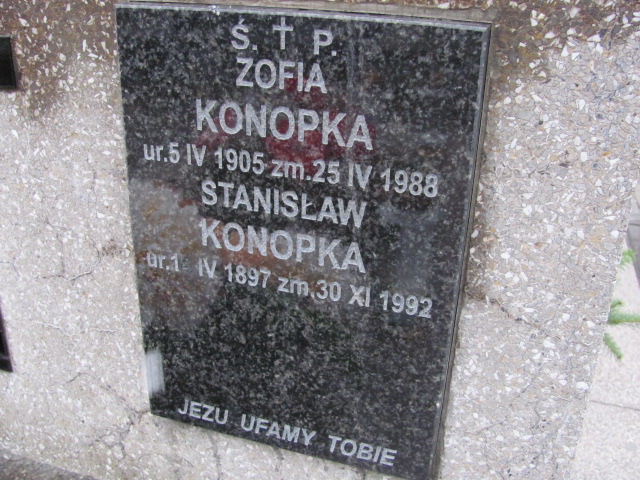 Ś. † P.
ZOFIA
KONOPKA
ur.5 IV 1905 zm.25 IV 1988
STANISŁAW
KONOPKA
ur.1 IV 1897 zm.30 XI 1992
JEZU UFAMY TOBIE